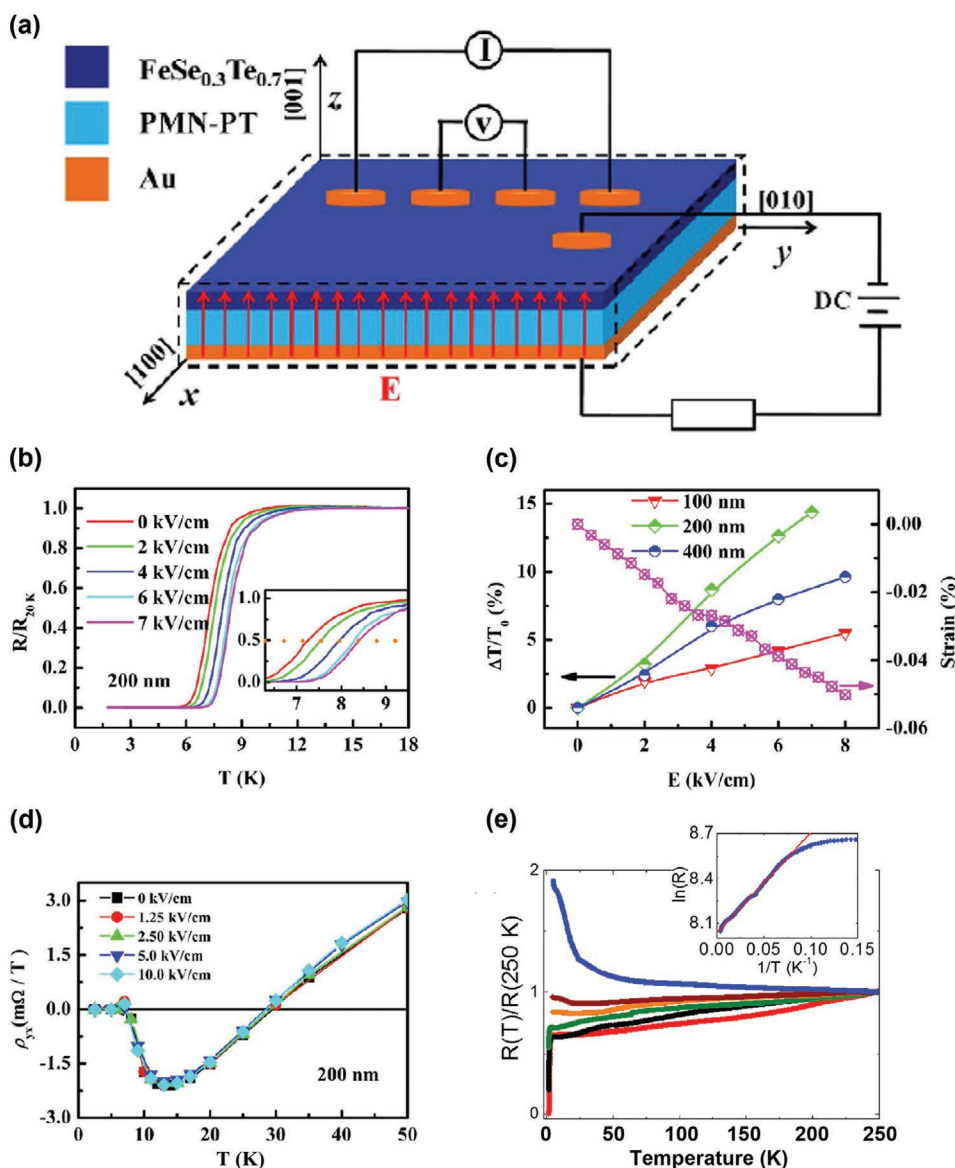 (a)
FeSe0.3Te0.7
PMN-PT
Au
[001]
z
I
v
[010]
y
DC
[100]
x
E
(b)
R/R20 K
1.0
0.8
0.6
0.4
0.2
0.0
0 kV/cm
2 kV/cm
4 kV/cm
6 kV/cm
7 kV/cm
200 nm
1.0
0.5
0.0
7 8 9
0 3 6 9 12 15 18
T (K)
(c)
ΔT/T0 (%)
15
10
5
0
100 nm
200 nm
400 nm
0.00
-0.02
-0.04
-0.06
Strain (%)
0 2 4 6 8
E (kV/cm)
(d)
ρyx(mΩ / T)
3.0
1.5
0.0
-1.5
-3.0
0 kV/cm
1.25 kV/cm
2.50 kV/cm
5.0 kV/cm
10.0 kV/cm
200 nm
0 10 20 30 40 50
T (K)
(e)
R(T)/R(250 K)
2
1
0
ln(R)
8.7
8.4
8.1
0.00 0.05 0.10 0.15
1/T (K-1)
0 50 100 150 200 250
Temperature (K)